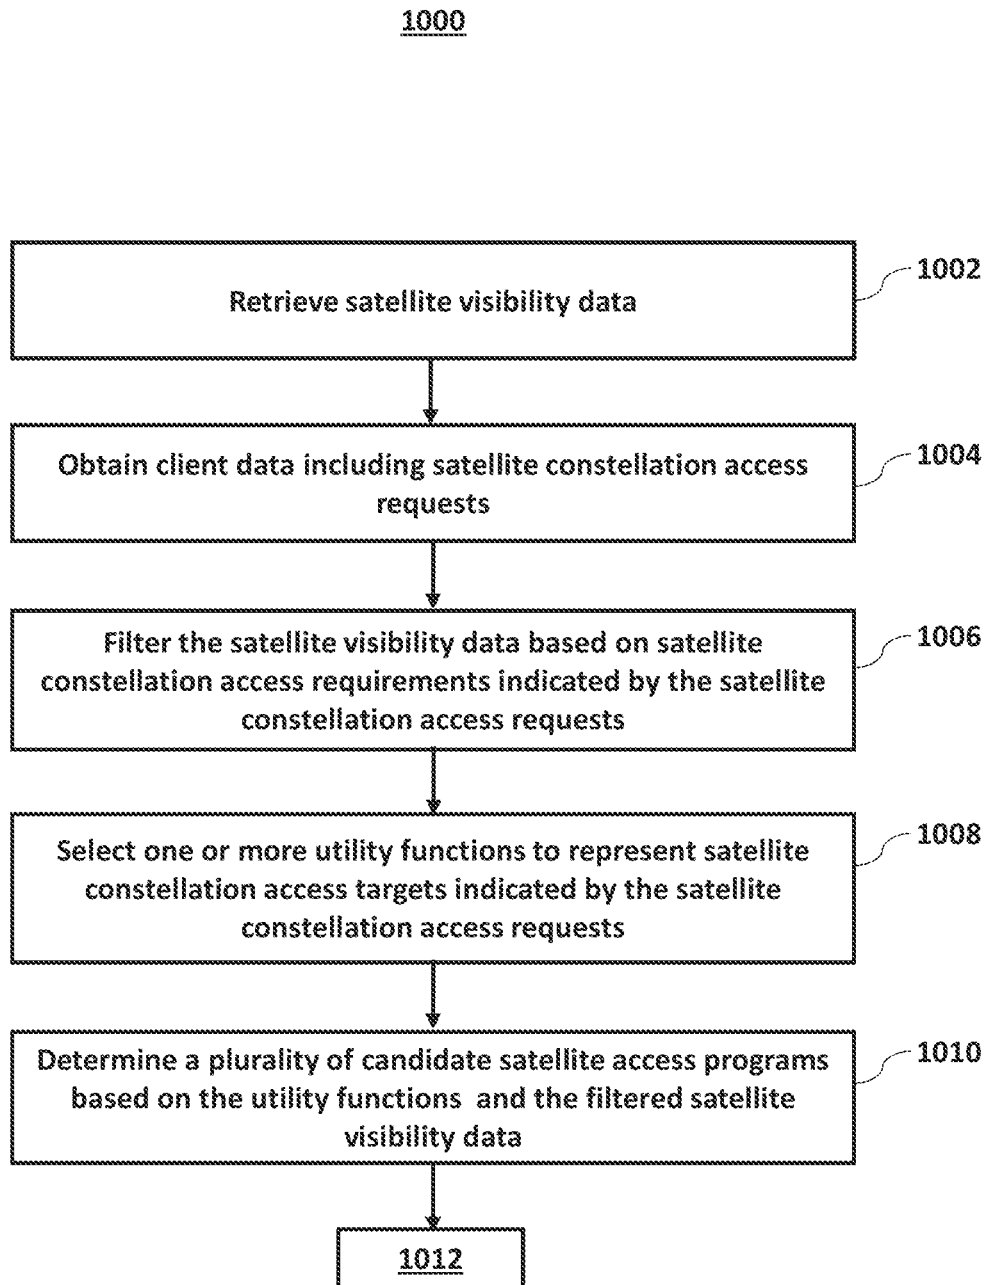 1000
Retrieve satellite visibility data
1002
Obtain client data including satellite constellation access
requests
1004
Filter the satellite visibility data based on satellite
constellation access requirements indicated by the satellite
constellation access requests
1006
Select one or more utility functions to represent satellite
constellation access targets indicated by the satellite
constellation access requests
1008
Determine a plurality of candidate satellite access programs
based on the utility functions and the filtered satellite
visibility data
1010
1012